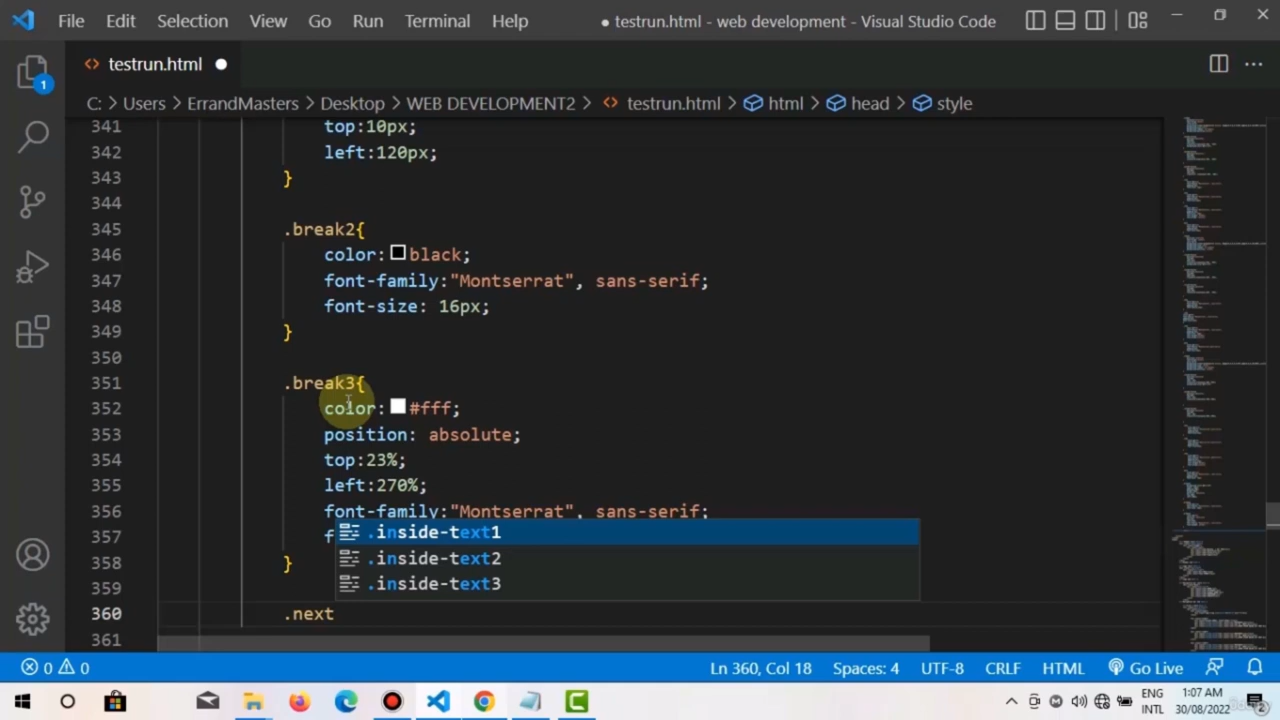 File Edit Selection View Go Run Terminal Help ● testrun.html - web development - Visual Studio Code
testrun.html
C: > Users > ErrandMasters > Desktop > WEB DEVELOPMENT2 > testrun.html > html > head > style
1
341 top:10px;
342 left:120px;
343 }
344
345 .break2{
346 color: black;
347 font-family:"Montserrat", sans-serif;
348 font-size: 16px;
349 }
350
351 .break3{
352 color: #fff;
353 position: absolute;
354 top:23%;
355 left:270%;
356 font-family:"Montserrat", sans-serif;
357 f
.inside-text1
.inside-text2
.inside-text3
358 }
359
360 .next
361
0 0 Ln 360, Col 18 Spaces: 4 UTF-8 CRLF HTML Go Live
ENG 1:07 AM
INTL 30/08/2022
2